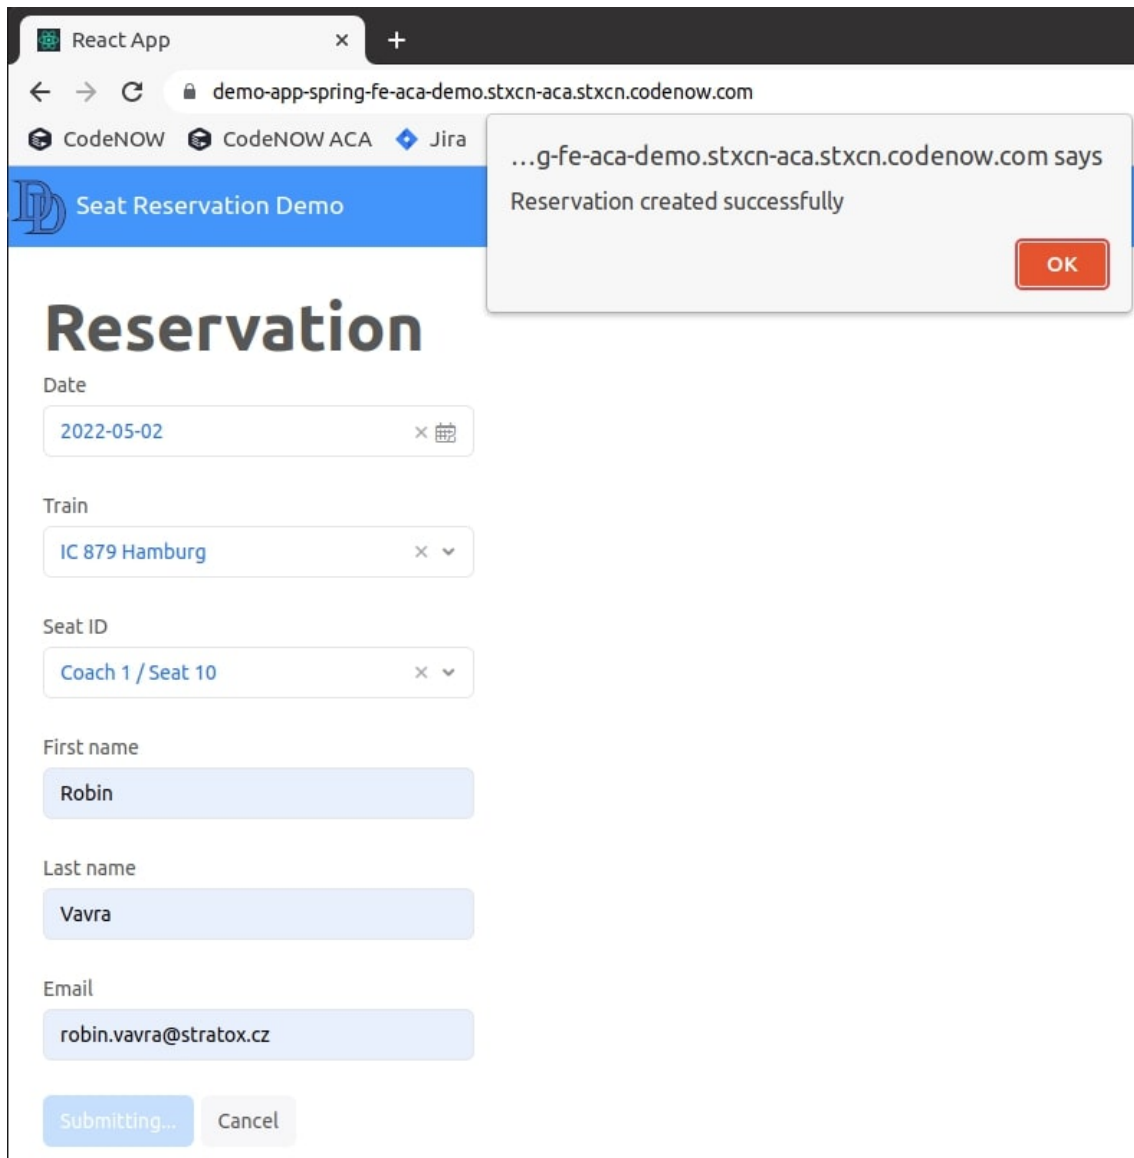 React App
demo-app-spring-fe-aca-demo.stxcn-aca.stxcn.codenow.com
CodeNOW CodeNOW ACA Jira
...g-fe-aca-demo.stxcn-aca.stxcn.codenow.com says
Reservation created successfully
OK
DD Seat Reservation Demo
Reservation
Date
2022-05-02
Train
IC 879 Hamburg
Seat ID
Coach 1 / Seat 10
First name
Robin
Last name
Vavra
Email
robin.vavra@stratox.cz
Submitting... Cancel